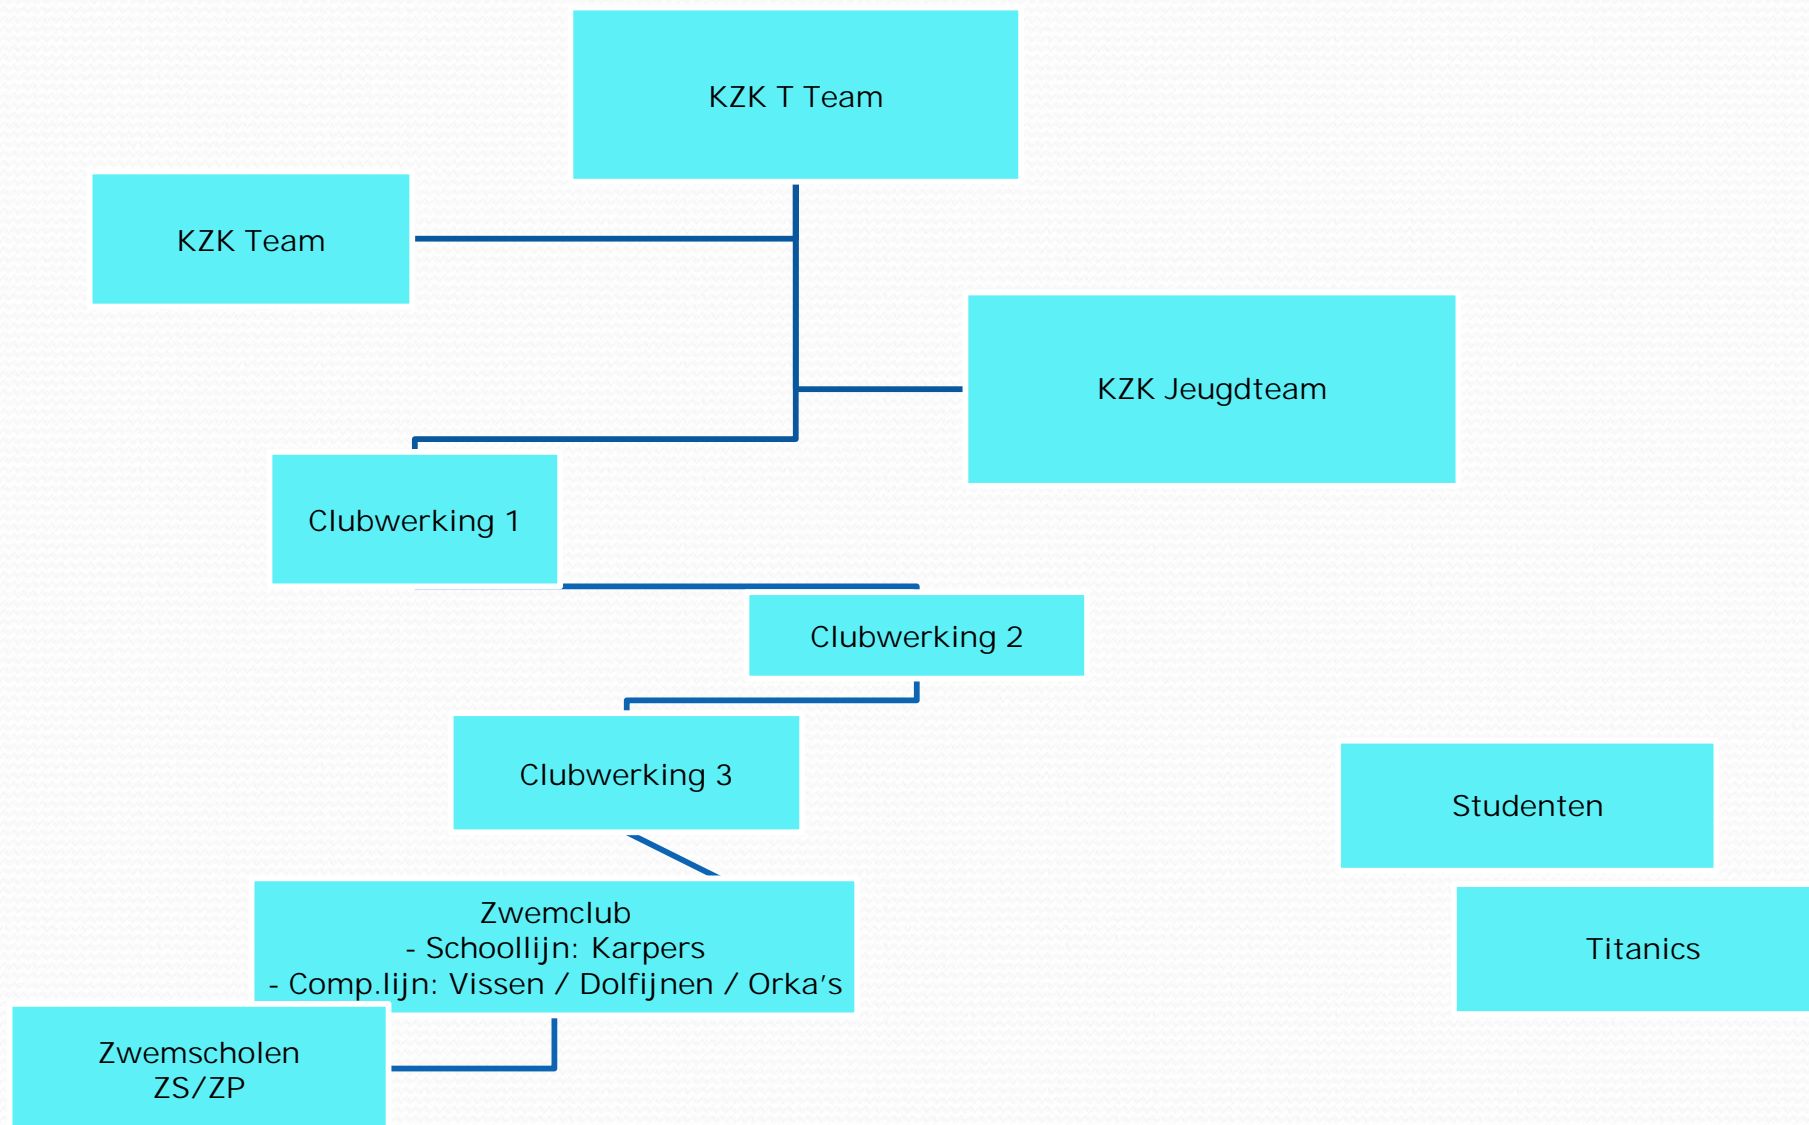 KZK T Team
KZK Team
KZK Jeugdteam
Clubwerking 1
Clubwerking 2
Clubwerking 3
Studenten
Zwemclub
- Schoollijn: Karpers
- Comp.lijn: Vissen / Dolfijnen / Orka’s
Titanics
Zwemscholen
ZS/ZP